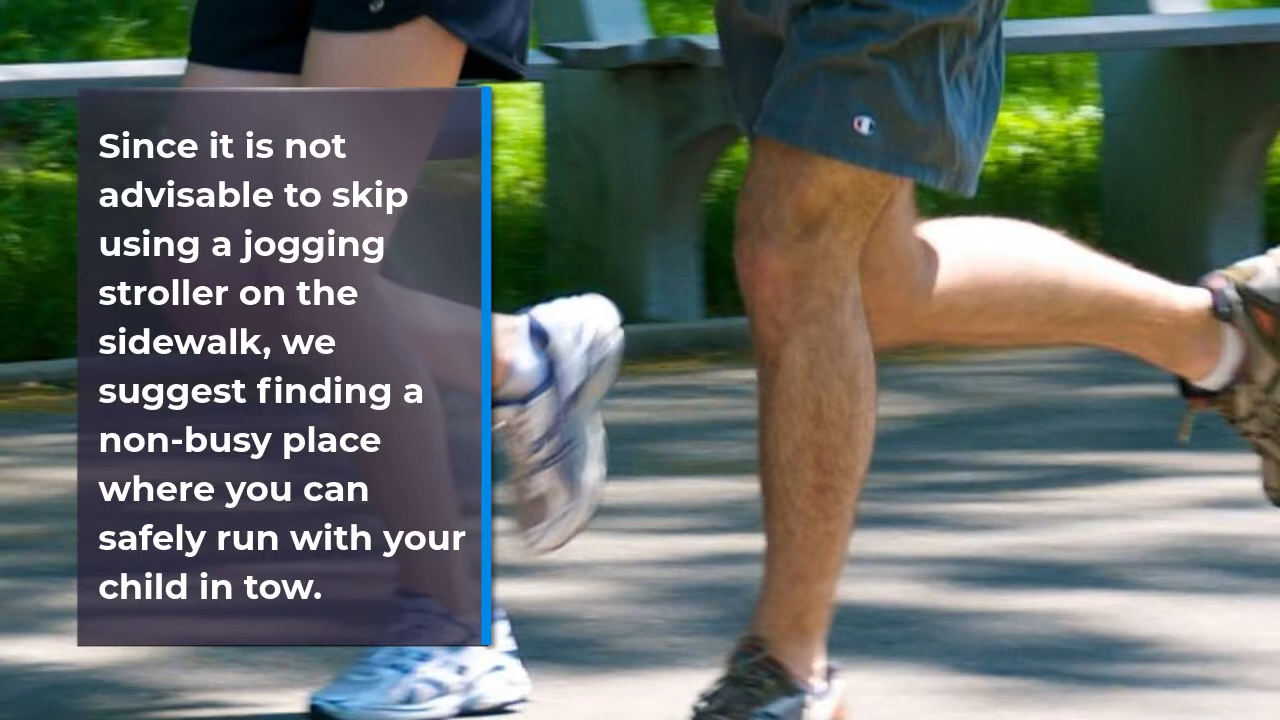 Since it is not
advisable to skip
using a jogging
stroller on the
sidewalk, we
suggest finding a
non-busy place
where you can
safely run with your
child in tow.